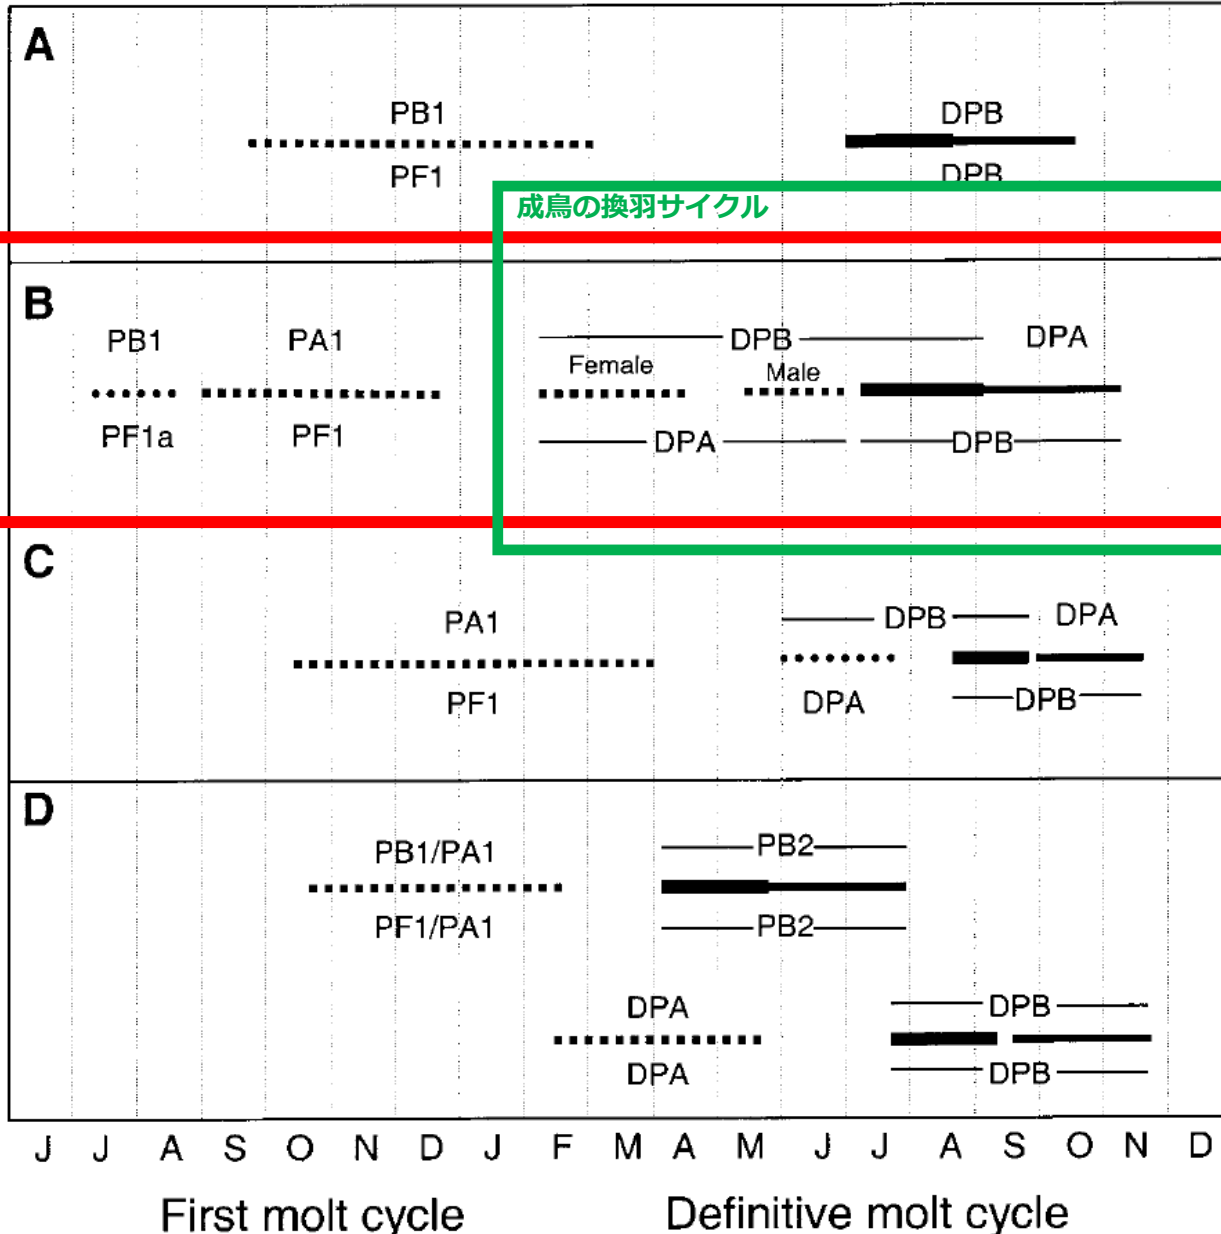 A
PB1
DPB
PF1
DPB
成鳥の換羽サイクル
B
PB1
PA1
DPB
DPA
Female
Male
PF1a
PF1
DPA
DPB
C
PA1
DPB
DPA
PF1
DPA
DPB
D
PB1/PA1
PB2
PF1/PA1
PB2
DPA
DPB
DPA
DPB
J J A S O N D J F M A M J J A S O N D
First molt cycle
Definitive molt cycle